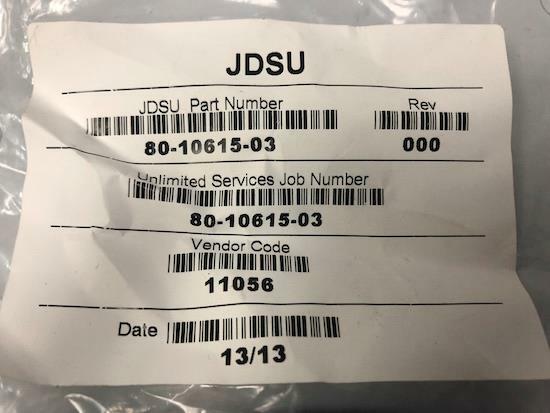 JDSU
JDSU Part Number Rev
80-10615-03 000
Unlimited Services Job Number
80-10615-03
Vendor Code
11056
Date
13/13